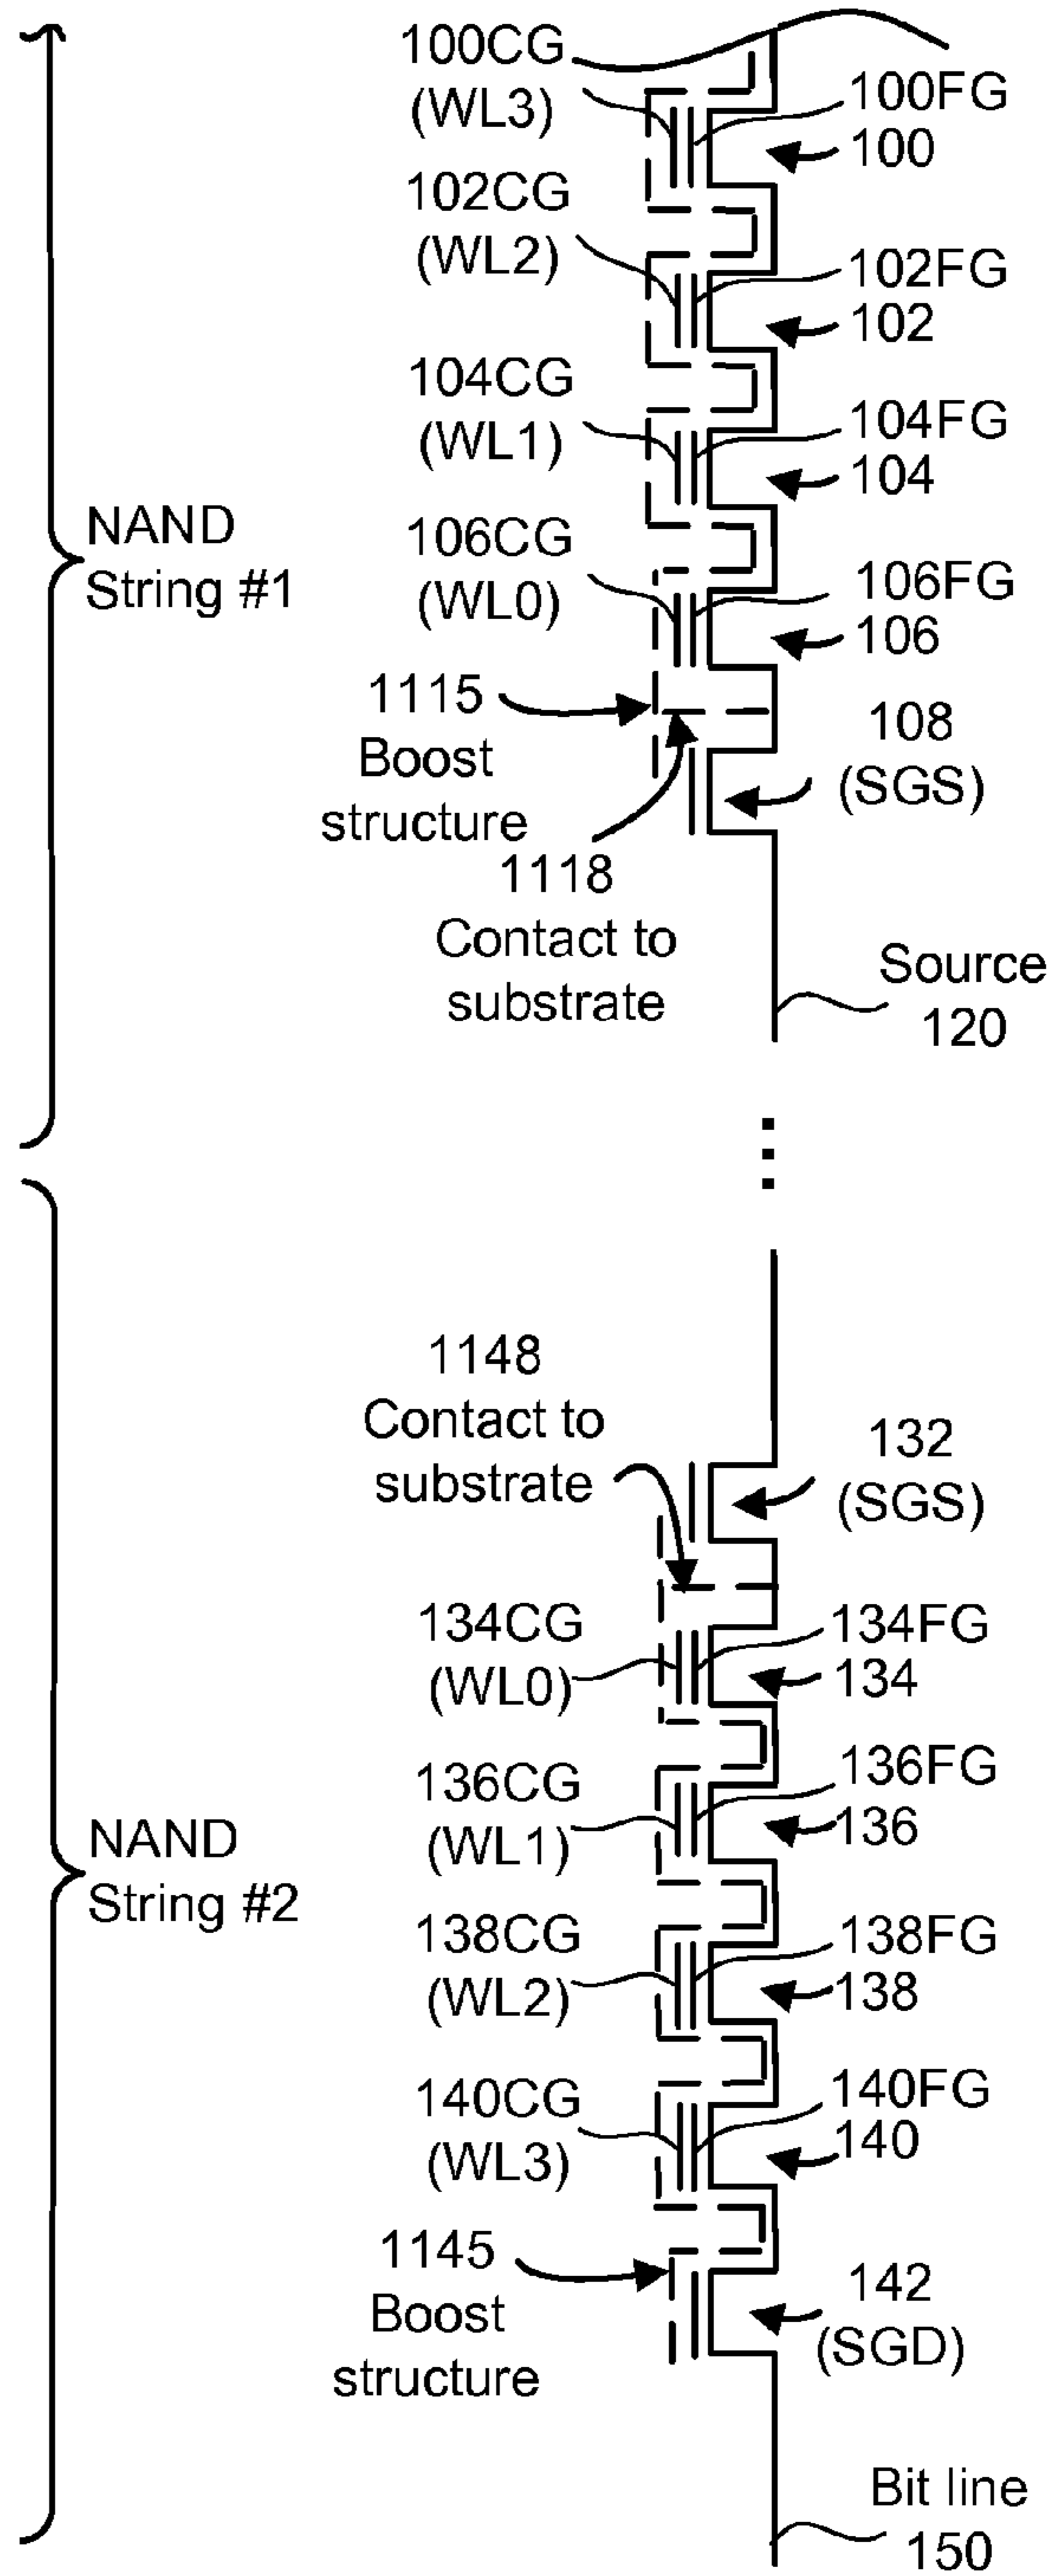 100CG
(WL3)
100FG
100
102CG
(WL2)
102FG
102
104CG
(WL1)
104FG
104
NAND
String #1
106CG
(WL0)
106FG
106
1115
Boost
structure
108
(SGS)
1118
Contact to
substrate
Source
120
1148
Contact to
substrate
132
(SGS)
134CG
(WL0)
134FG
134
136CG
(WL1)
136FG
136
NAND
String #2
138CG
(WL2)
138FG
138
140CG
(WL3)
140FG
140
1145
Boost
structure
142
(SGD)
Bit line
150